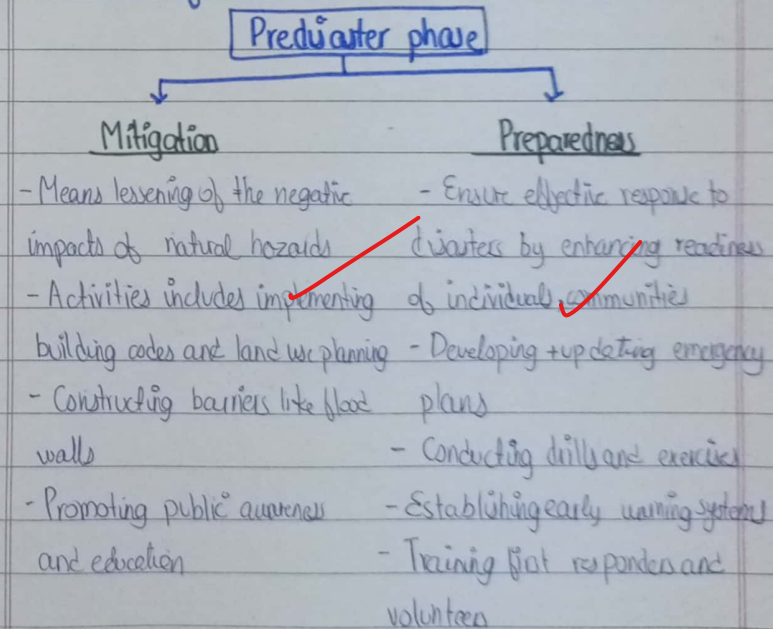 Predisaster phase
Mitigation
- Means lessening of the negative
impacts of natural hazards
- Activities includes implementing
building codes and land use planning
- Constructing barriers like flood
walls
- Promoting public awareness
and education
Preparedness
- Ensure effective response to
disasters by enhancing readiness
of individuals, communities
- Developing + updating emergency
plans
- Conducting drills and exercises
- Establishing early warning systems
- Training first responders and
volunteers